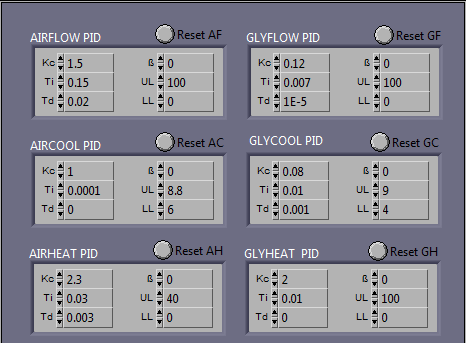 AIRFLOW PID Reset AF
Kc 1.5 ß 0
Ti 0.15 UL 100
Td 0.02 LL 0
GLYFLOW PID Reset GF
Kc 0.12 ß 0
Ti 0.007 UL 100
Td 1E-5 LL 0
AIRCOOL PID Reset AC
Kc 1 ß 0
Ti 0.0001 UL 8.8
Td 0 LL 6
GLYCOOL PID Reset GC
Kc 0.08 ß 0
Ti 0.01 UL 9
Td 0.001 LL 4
AIRHEAT PID Reset AH
Kc 2.3 ß 0
Ti 0.03 UL 40
Td 0.003 LL 0
GLYHEAT PID Reset GH
Kc 2 ß 0
Ti 0.01 UL 100
Td 0 LL 0